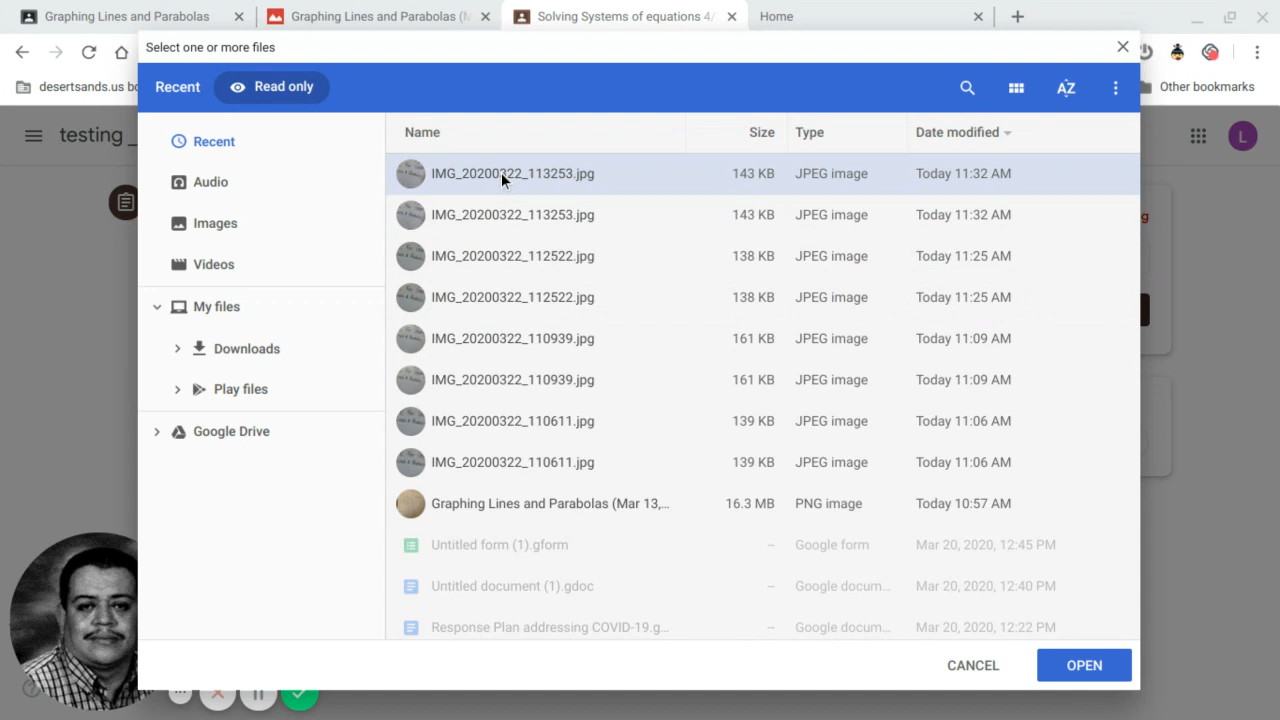 Graphing Lines and Parabolas
Graphing Lines and Parabolas (M
Solving Systems of equations 4/
Home
Select one or more files
desertsands.us bo
Other bookmarks
Recent
Read only
testing_
L
Name Size Type Date modified
Recent
Audio
Images
Videos
My files
Downloads
Play files
Google Drive
IMG_20200322_113253.jpg 143 KB JPEG image Today 11:32 AM
IMG_20200322_113253.jpg 143 KB JPEG image Today 11:32 AM
IMG_20200322_112522.jpg 138 KB JPEG image Today 11:25 AM
IMG_20200322_112522.jpg 138 KB JPEG image Today 11:25 AM
IMG_20200322_110939.jpg 161 KB JPEG image Today 11:09 AM
IMG_20200322_110939.jpg 161 KB JPEG image Today 11:09 AM
IMG_20200322_110611.jpg 139 KB JPEG image Today 11:06 AM
IMG_20200322_110611.jpg 139 KB JPEG image Today 11:06 AM
Graphing Lines and Parabolas (Mar 13,... 16.3 MB PNG image Today 10:57 AM
Untitled form (1).gform -- Google form Mar 20, 2020, 12:45 PM
Untitled document (1).gdoc -- Google docum... Mar 20, 2020, 12:40 PM
Response Plan addressing COVID-19.g... -- Google docum... Mar 20, 2020, 12:22 PM
CANCEL
OPEN